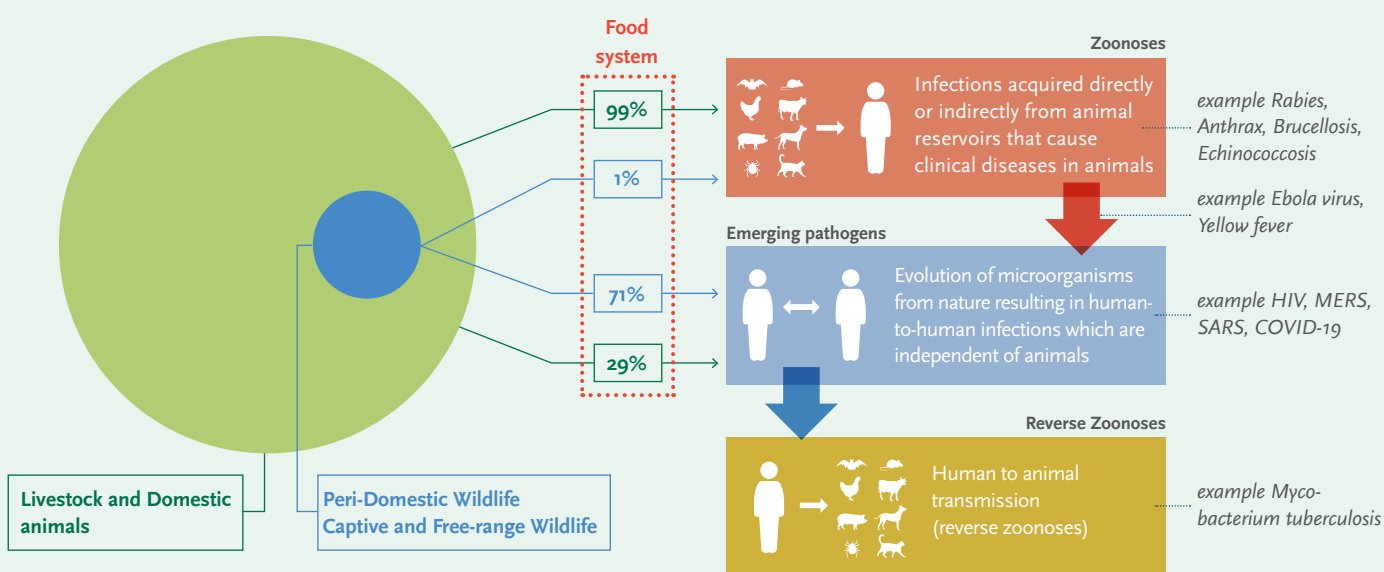 Food
system
99%
1%
71%
29%
Livestock and Domestic
animals
Peri-Domestic Wildlife
Captive and Free-range Wildlife
Zoonoses
Infections acquired directly
or indirectly from animal
reservoirs that cause
clinical diseases in animals
example Rabies,
Anthrax, Brucellosis,
Echinococcosis
example Ebola virus,
Yellow fever
Emerging pathogens
Evolution of microorganisms
from nature resulting in human-
to-human infections which are
independent of animals
example HIV, MERS,
SARS, COVID-19
Reverse Zoonoses
Human to animal
transmission
(reverse zoonoses)
example Myco-
bacterium tuberculosis